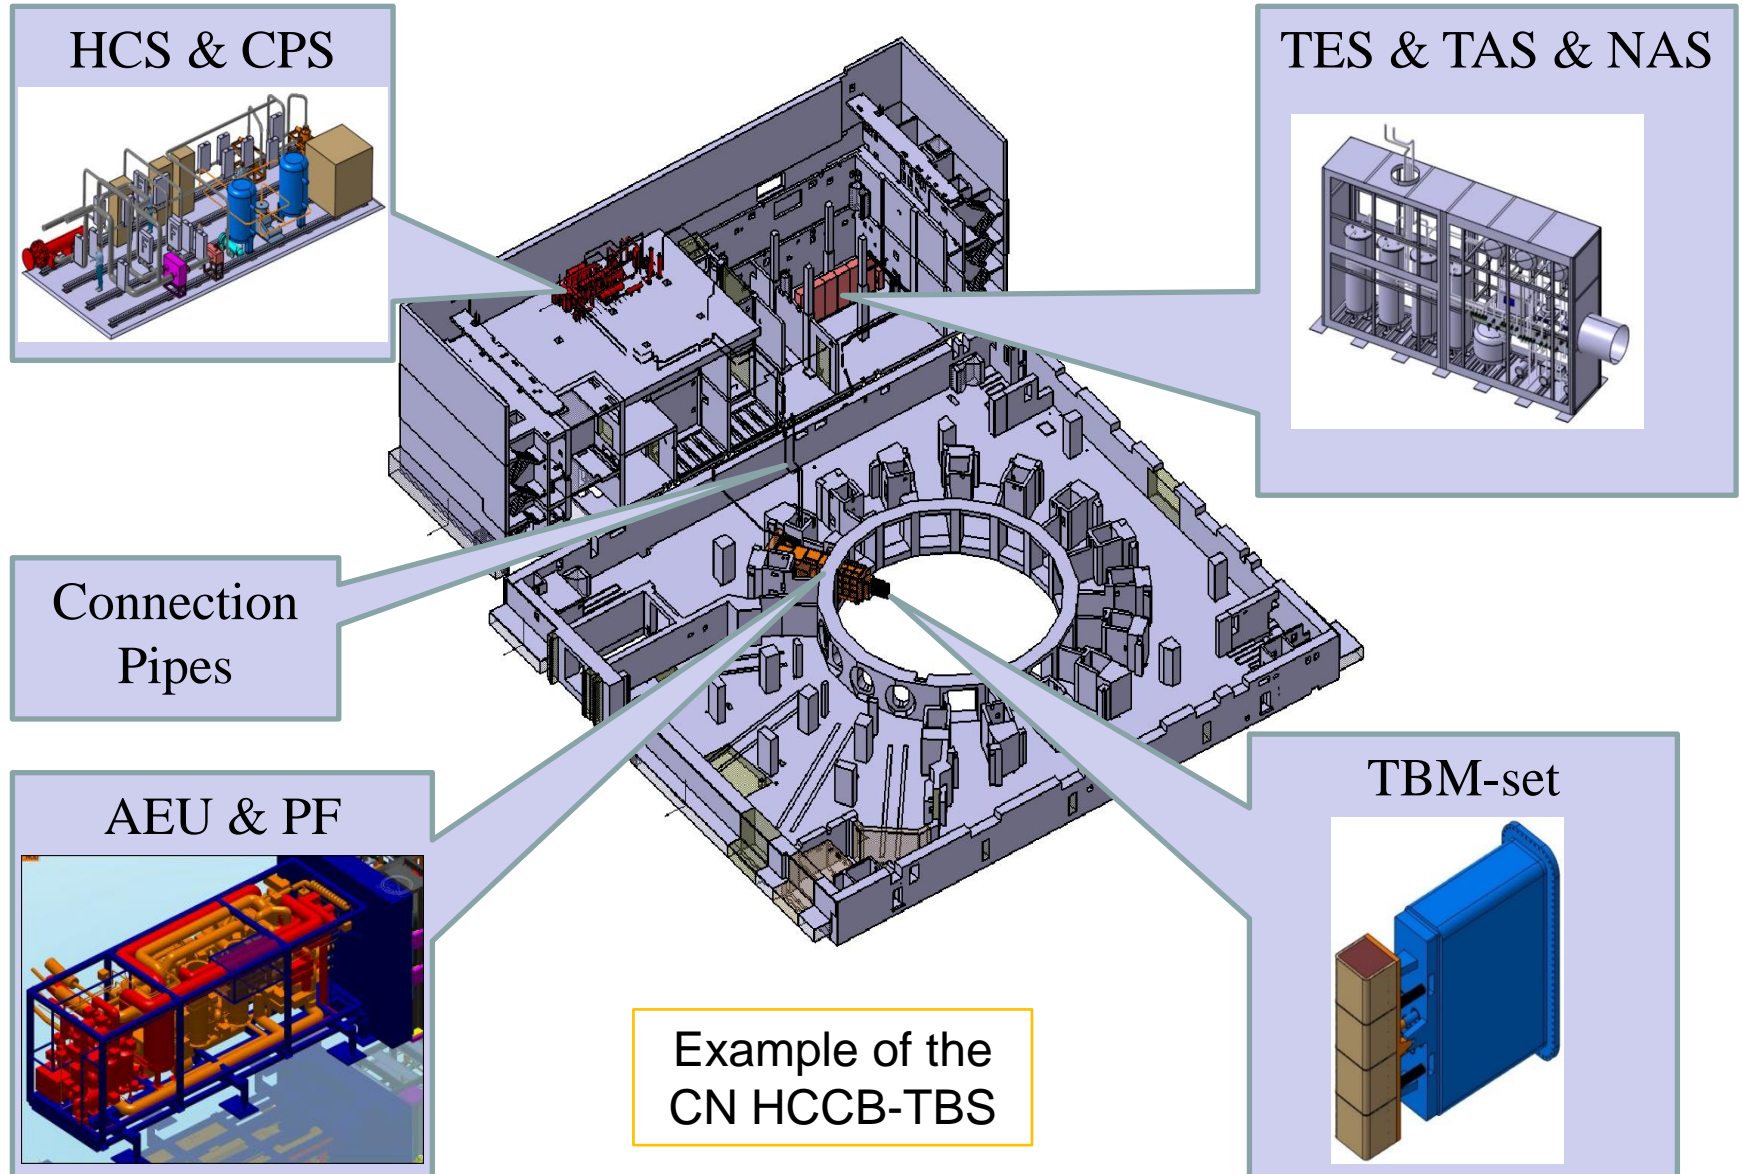 HCS & CPS
TES & TAS & NAS
Connection
Pipes
AEU & PF
TBM-set
Example of the
CN HCCB-TBS